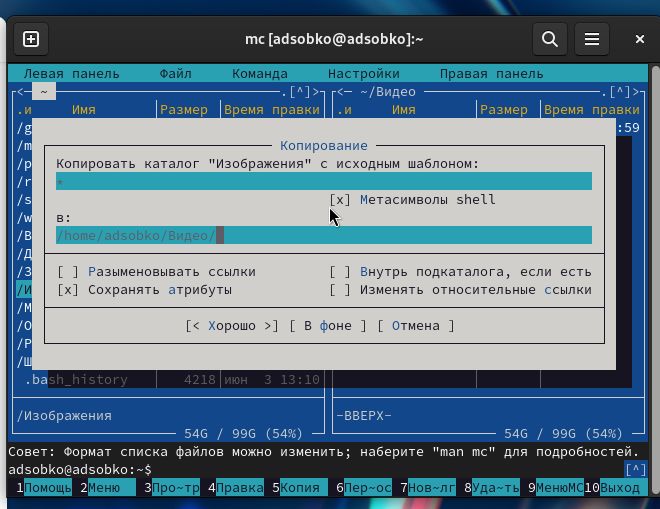 mc [adsobko@adsobko]:~
Левая панель Файл Команда Настройки Правая панель
<─ ~ .[^]> <─ ~/Видео .[^]>
.и Имя Размер Время правки .и Имя Размер Время правки
/g :59
/m
/p
/r
/s
/w
/В
/Д
/З
/И
/М
/О
/Р
/Ш
Копирование
Копировать каталог "Изображения" с исходным шаблоном:
*
[x] Метасимволы shell
в:
/home/adsobko/Видео/
[ ] Разыменовывать ссылки [ ] Внутрь подкаталога, если есть
[x] Сохранять атрибуты [ ] Изменять относительные ссылки
[< Хорошо >] [ В фоне ] [ Отмена ]
.bash_history 4218 июн 3 13:10
/Изображения -ВВЕРХ-
54G / 99G (54%) 54G / 99G (54%)
Совет: Формат списка файлов можно изменить; наберите "man mc" для подробностей.
adsobko@adsobko:~$ [^]
1Помощь 2Меню 3Про~тр 4Правка 5Копия 6Пер~ос 7Нов~лг 8Уда~ть 9МенюMC 10Выход